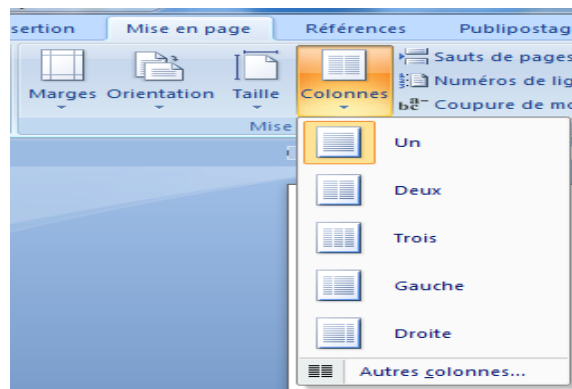 sertion Mise en page Références Publipostag
Marges Orientation Taille Colonnes
Sauts de pages
Numéros de lig
Coupure de mo
Mise
Un
Deux
Trois
Gauche
Droite
Autres colonnes...